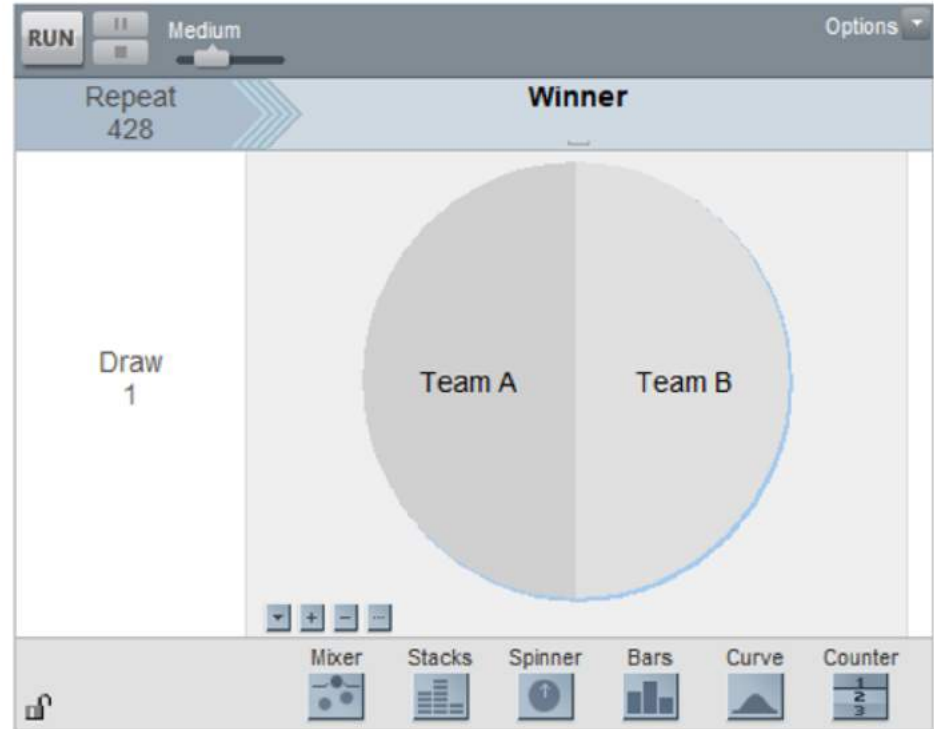 RUN
Medium
Options
Repeat
428
Winner
Draw
1
Team A
Team B
Mixer
Stacks
Spinner
Bars
Curve
Counter
1
2
3